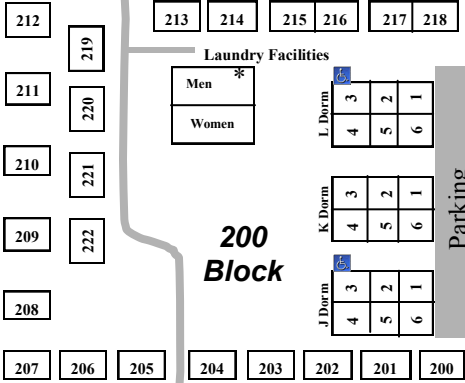 212
213 214 215 216 217 218
219
Laundry Facilities
211
Men *
Women
220
L Dorm
3 2 1
4 5 6
210
221
K Dorm
3 2 1
4 5 6
Parking
209
222
200
Block
J Dorm
3 2 1
4 5 6
208
207 206 205 204 203 202 201 200